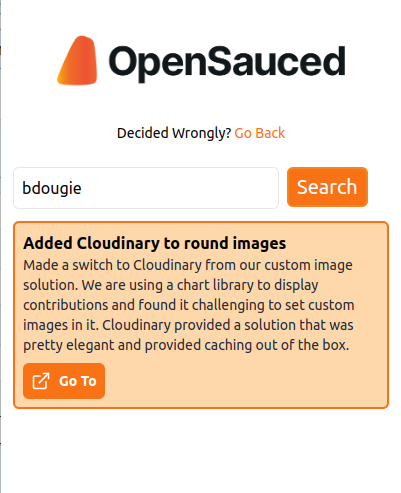 OpenSauced
Decided Wrongly? Go Back
bdougie
Search
Added Cloudinary to round images
Made a switch to Cloudinary from our custom image
solution. We are using a chart library to display
contributions and found it challenging to set custom
images in it. Cloudinary provided a solution that was
pretty elegant and provided caching out of the box.
Go To